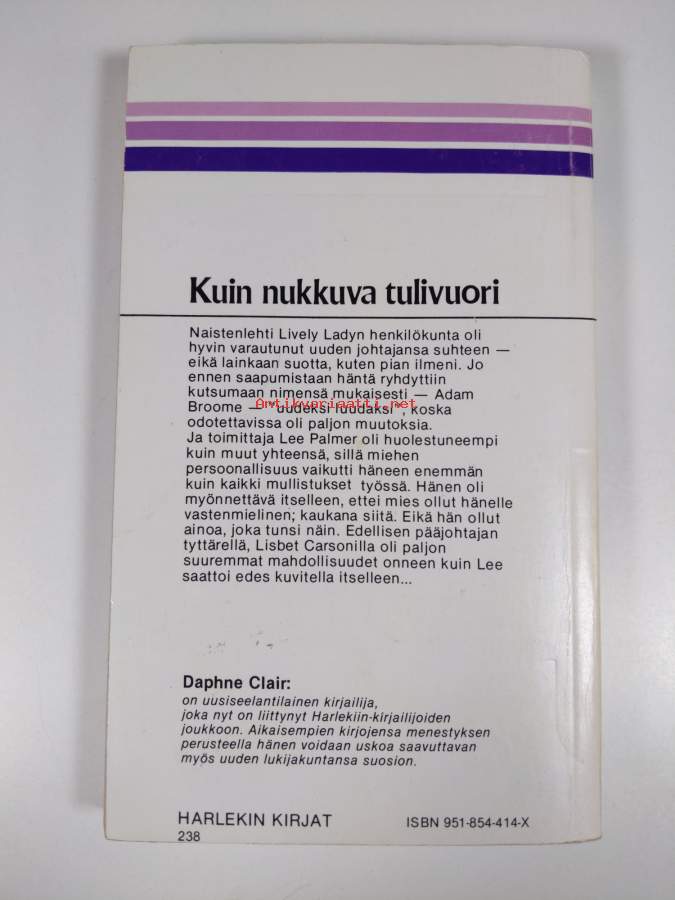 Kuin nukkuva tulivuori
Naistenlehti Lively Ladyn henkilökunta oli
hyvin varautunut uuden johtajansa suhteen —
eikä lainkaan suotta, kuten pian ilmeni. Jo
ennen saapumistaan häntä ryhdyttiin
kutsumaan nimensä mukaisesti — Adam
Broome — "uudeksi luudaksi", koska
Antikvariaatti.net
odotettavissa oli paljon muutoksia.
Ja toimittaja Lee Palmer oli huolestuneempi
kuin muut yhteensä, sillä miehen
persoonallisuus vaikutti häneen enemmän
kuin kaikki mullistukset työssä. Hänen oli
myönnettävä itselleen, ettei mies ollut hänelle
vastenmielinen; kaukana siitä. Eikä hän ollut
ainoa, joka tunsi näin. Edellisen pääjohtajan
tyttärellä, Lisbet Carsonilla oli paljon
suuremmat mahdollisuudet onneen kuin Lee
saattoi edes kuvitella itselleen...
Daphne Clair:
on uusiseelantilainen kirjailija,
joka nyt on liittynyt Harlekiin-kirjailijoiden
joukkoon. Aikaisempien kirjojensa menestyksen
perusteella hänen voidaan uskoa saavuttavan
myös uuden lukijakuntansa suosion.
HARLEKIN KIRJAT
238
ISBN 951-854-414-X